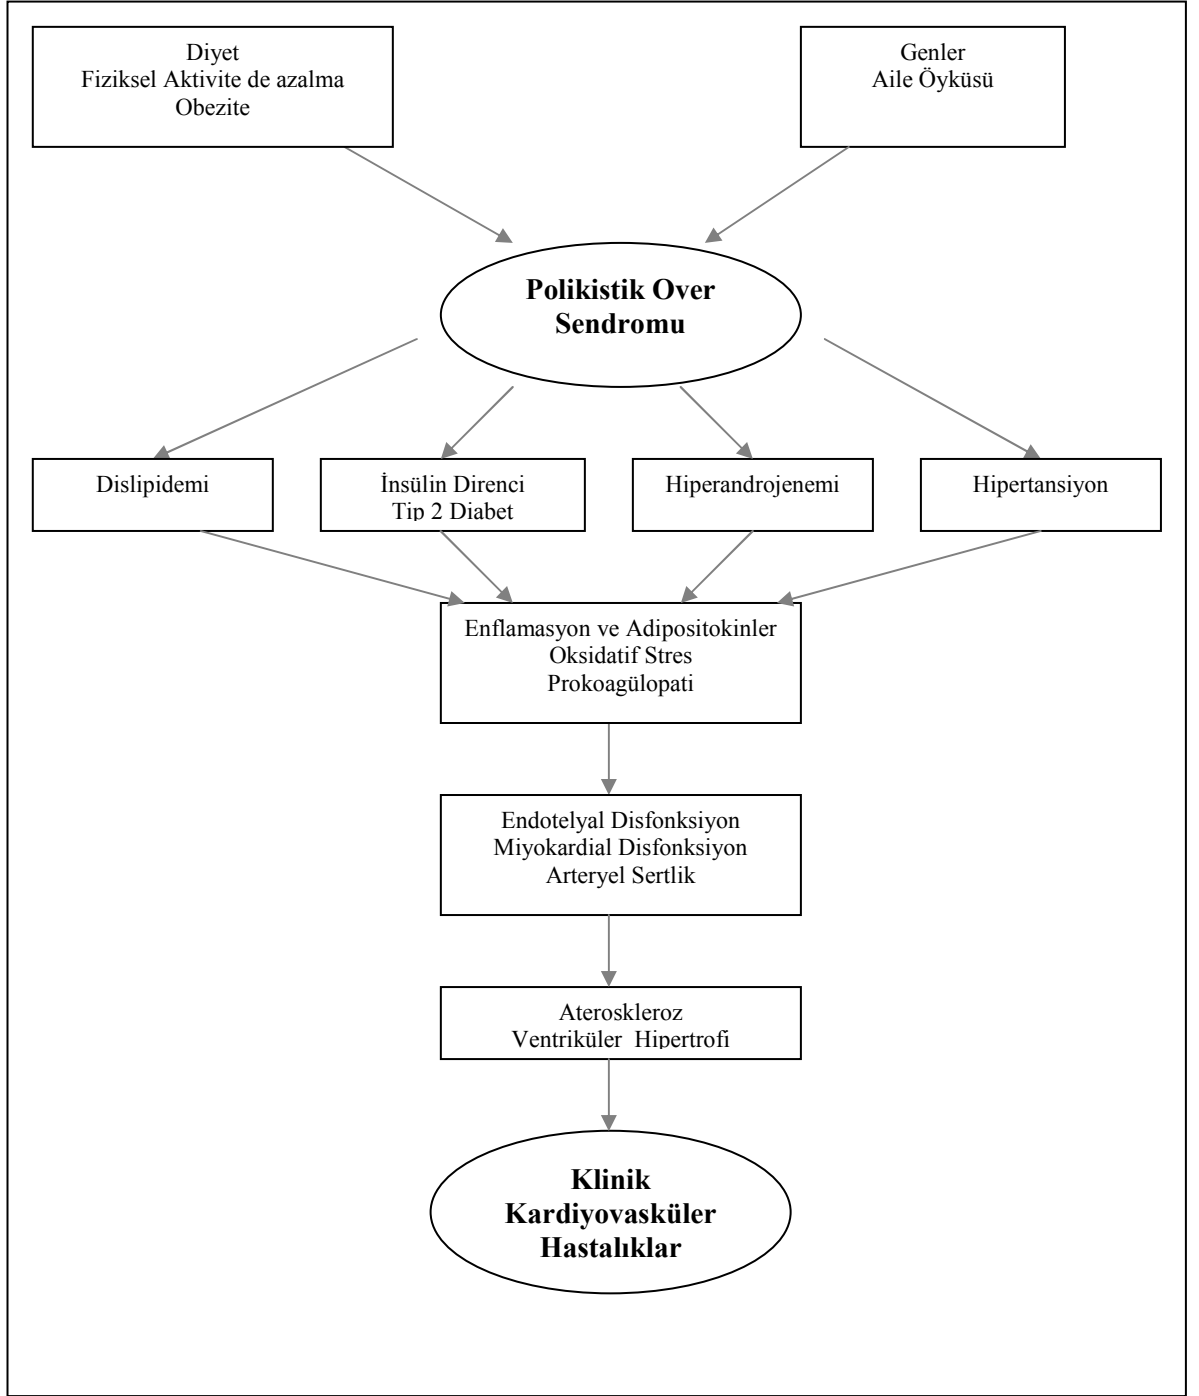 Diyet
Fiziksel Aktivite de azalma
Obezite
Genler
Aile Öyküsü
Polikistik Over
Sendromu
Dislipidemi
İnsülin Direnci
Tip 2 Diabet
Hiperandrojenemi
Hipertansiyon
Enflamasyon ve Adipositokinler
Oksidatif Stres
Prokoagülopati
Endotelyal Disfonksiyon
Miyokardial Disfonksiyon
Arteryel Sertlik
Ateroskleroz
Ventriküler Hipertrofi
Klinik
Kardiyovasküler
Hastalıklar